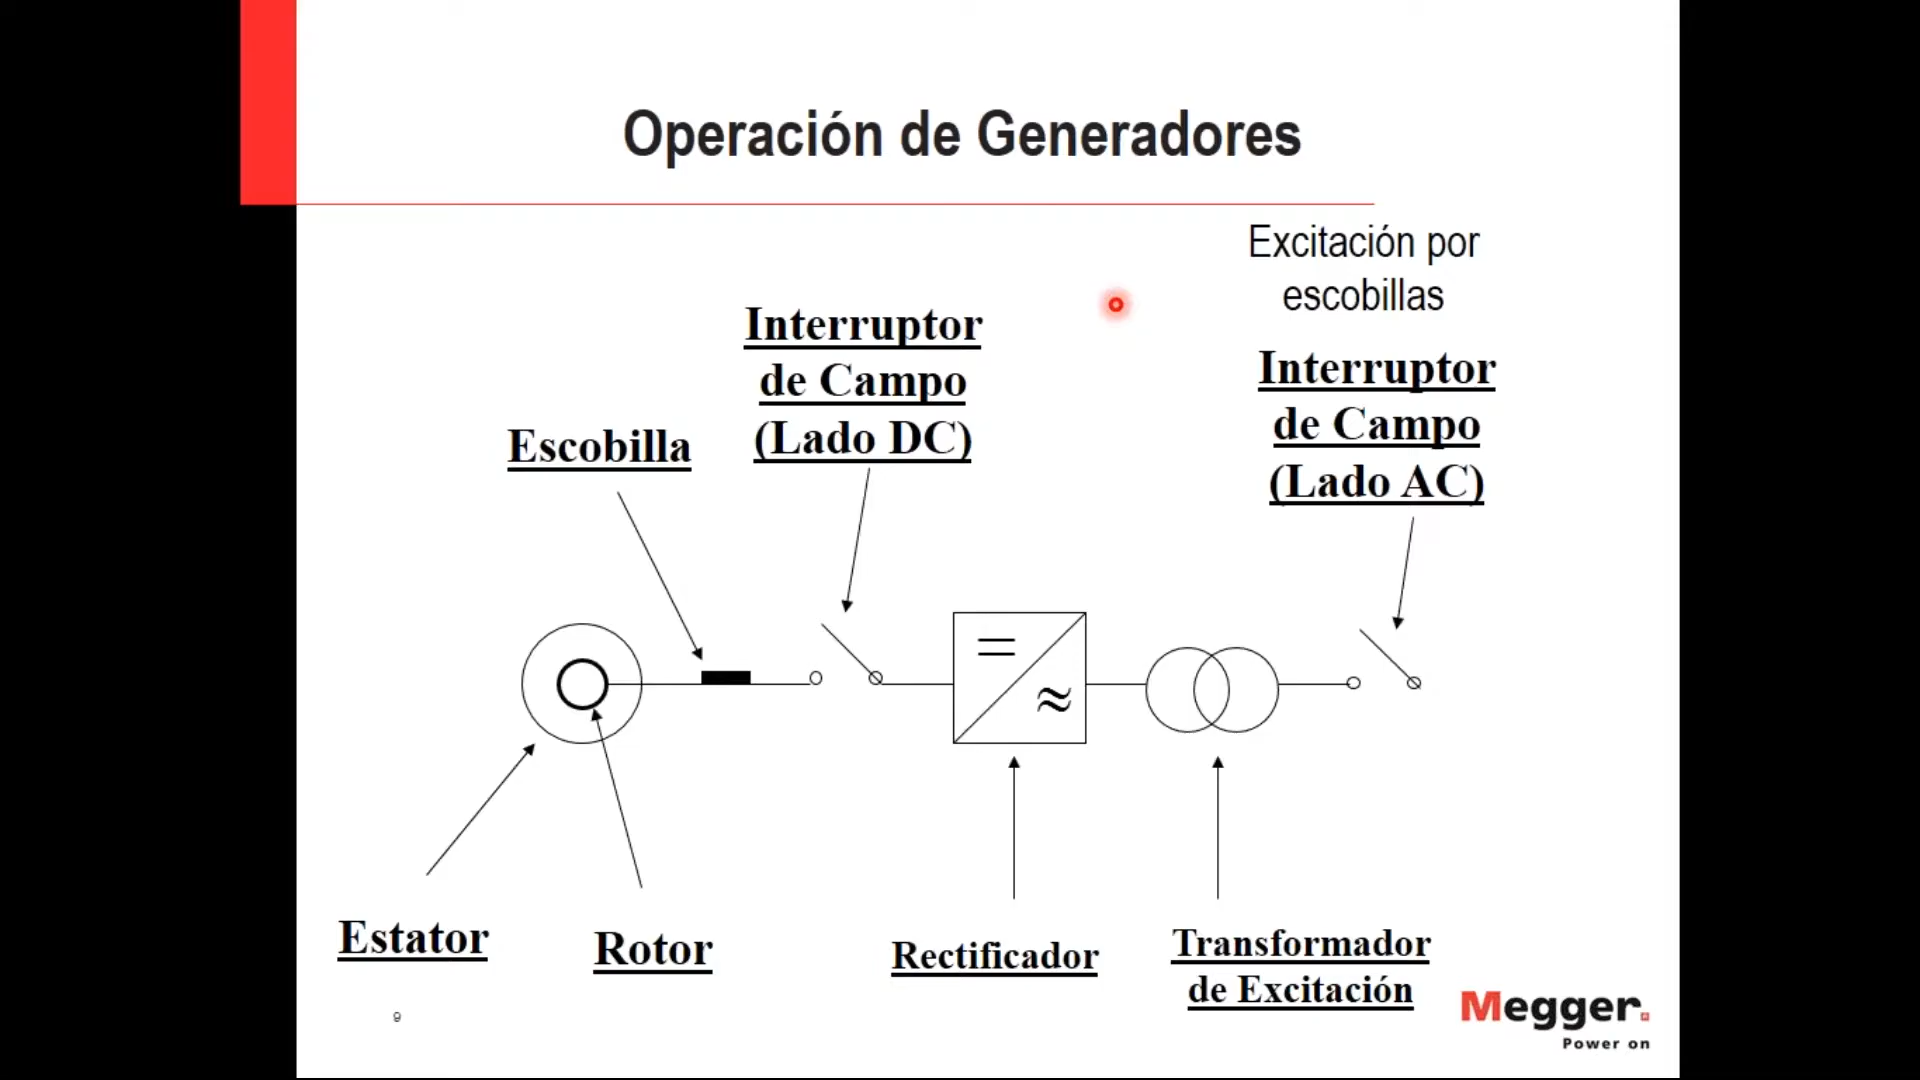 Operación de Generadores
Excitación por
escobillas
Interruptor
de Campo
(Lado DC)
Interruptor
de Campo
(Lado AC)
Escobilla
=
≈
Estator
Rotor
Rectificador
Transformador
de Excitación
9
Megger.
Power on